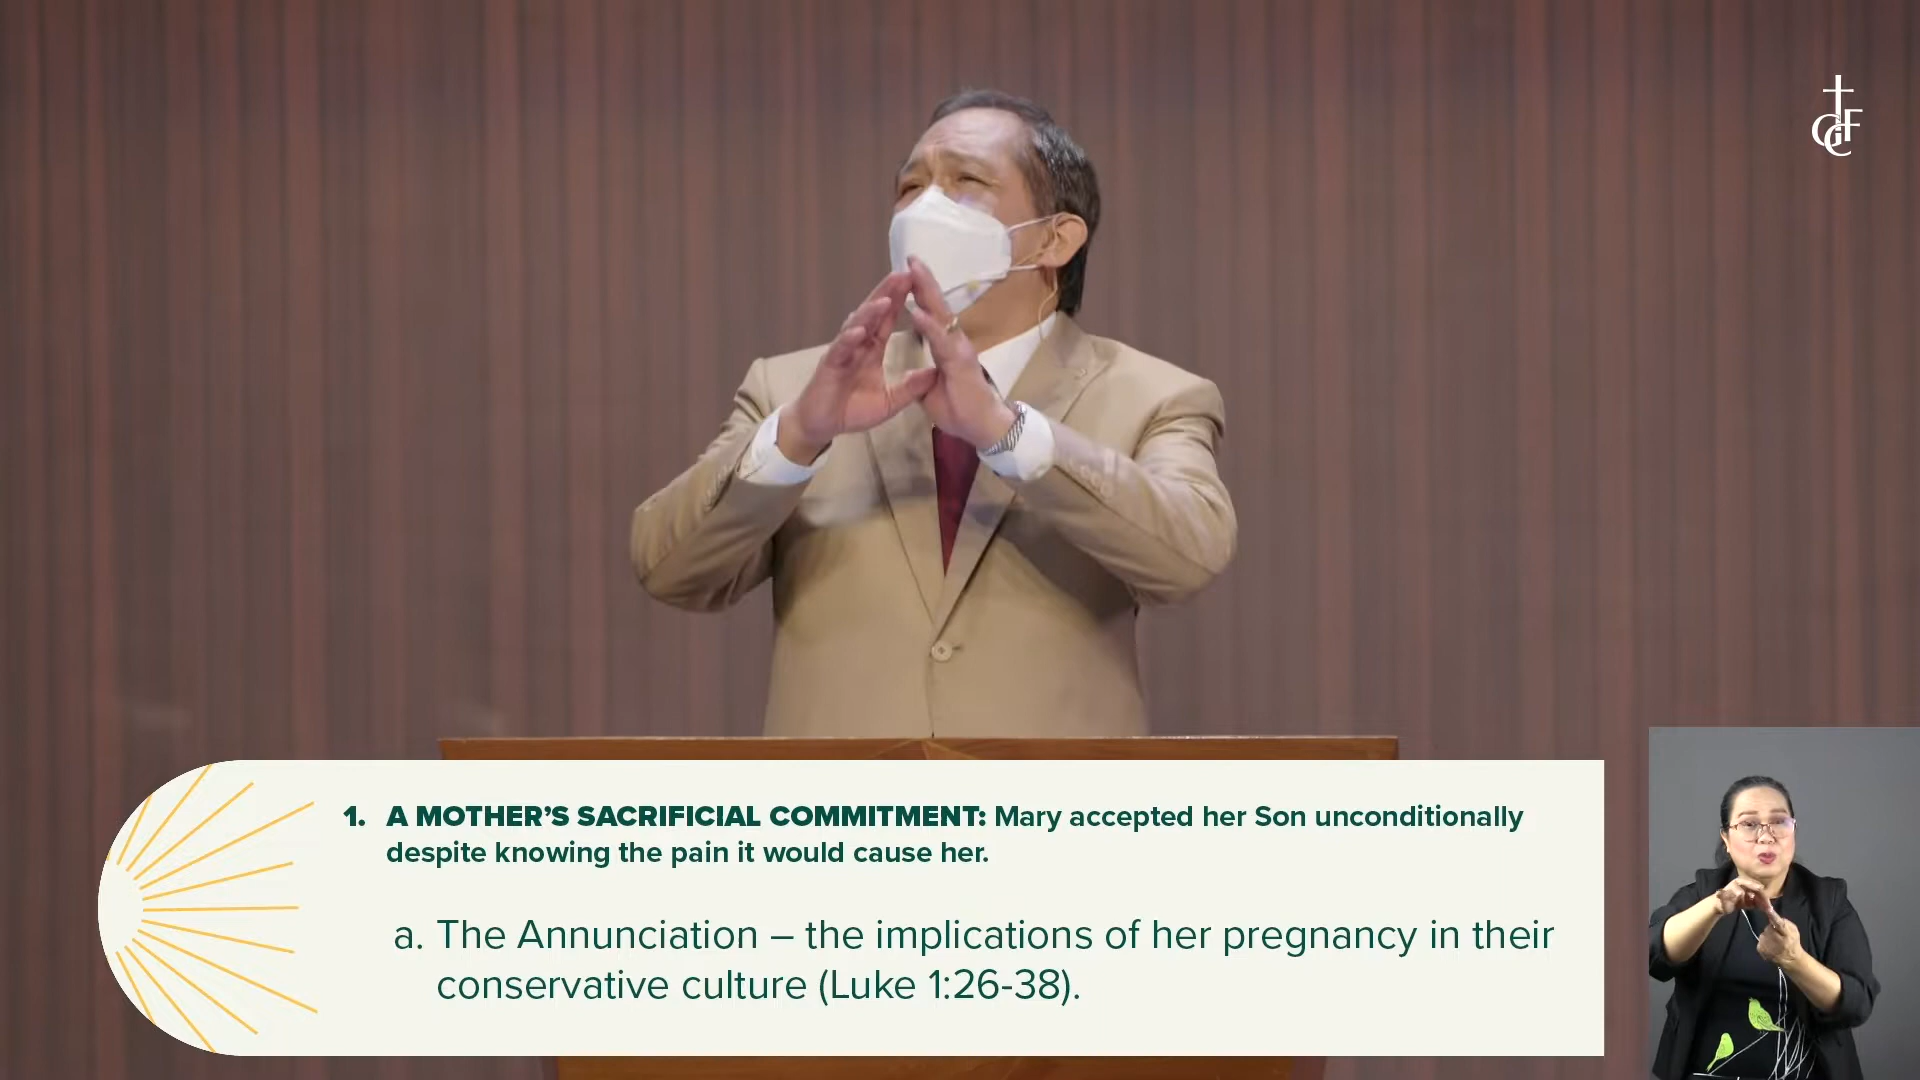 GCF
1. A MOTHER’S SACRIFICIAL COMMITMENT: Mary accepted her Son unconditionally
despite knowing the pain it would cause her.
a. The Annunciation – the implications of her pregnancy in their
conservative culture (Luke 1:26-38).